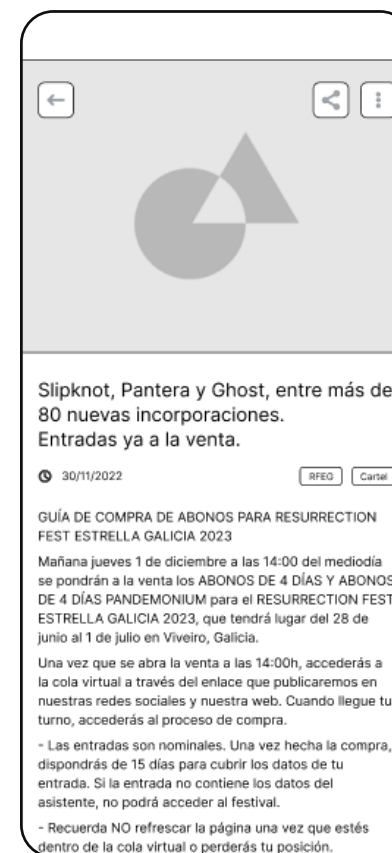 Slipknot, Pantera y Ghost, entre más de
80 nuevas incorporaciones.
Entradas ya a la venta.
30/11/2022
RFEG
Cartel
GUÍA DE COMPRA DE ABONOS PARA RESURRECTION
FEST ESTRELLA GALICIA 2023
Mañana jueves 1 de diciembre a las 14:00 del mediodía
se pondrán a la venta los ABONOS DE 4 DÍAS Y ABONOS
DE 4 DÍAS PANDEMONIUM para el RESURRECTION FEST
ESTRELLA GALICIA 2023, que tendrá lugar del 28 de
junio al 1 de julio en Viveiro, Galicia.
Una vez que se abra la venta a las 14:00h, accederás a
la cola virtual a través del enlace que publicaremos en
nuestras redes sociales y nuestra web. Cuando llegue tu
turno, accederás al proceso de compra.
- Las entradas son nominales. Una vez hecha la compra,
dispondrás de 15 días para cubrir los datos de tu
entrada. Si la entrada no contiene los datos del
asistente, no podrá acceder al festival.
- Recuerda NO refrescar la página una vez que estés
dentro de la cola virtual o perderás tu posición.